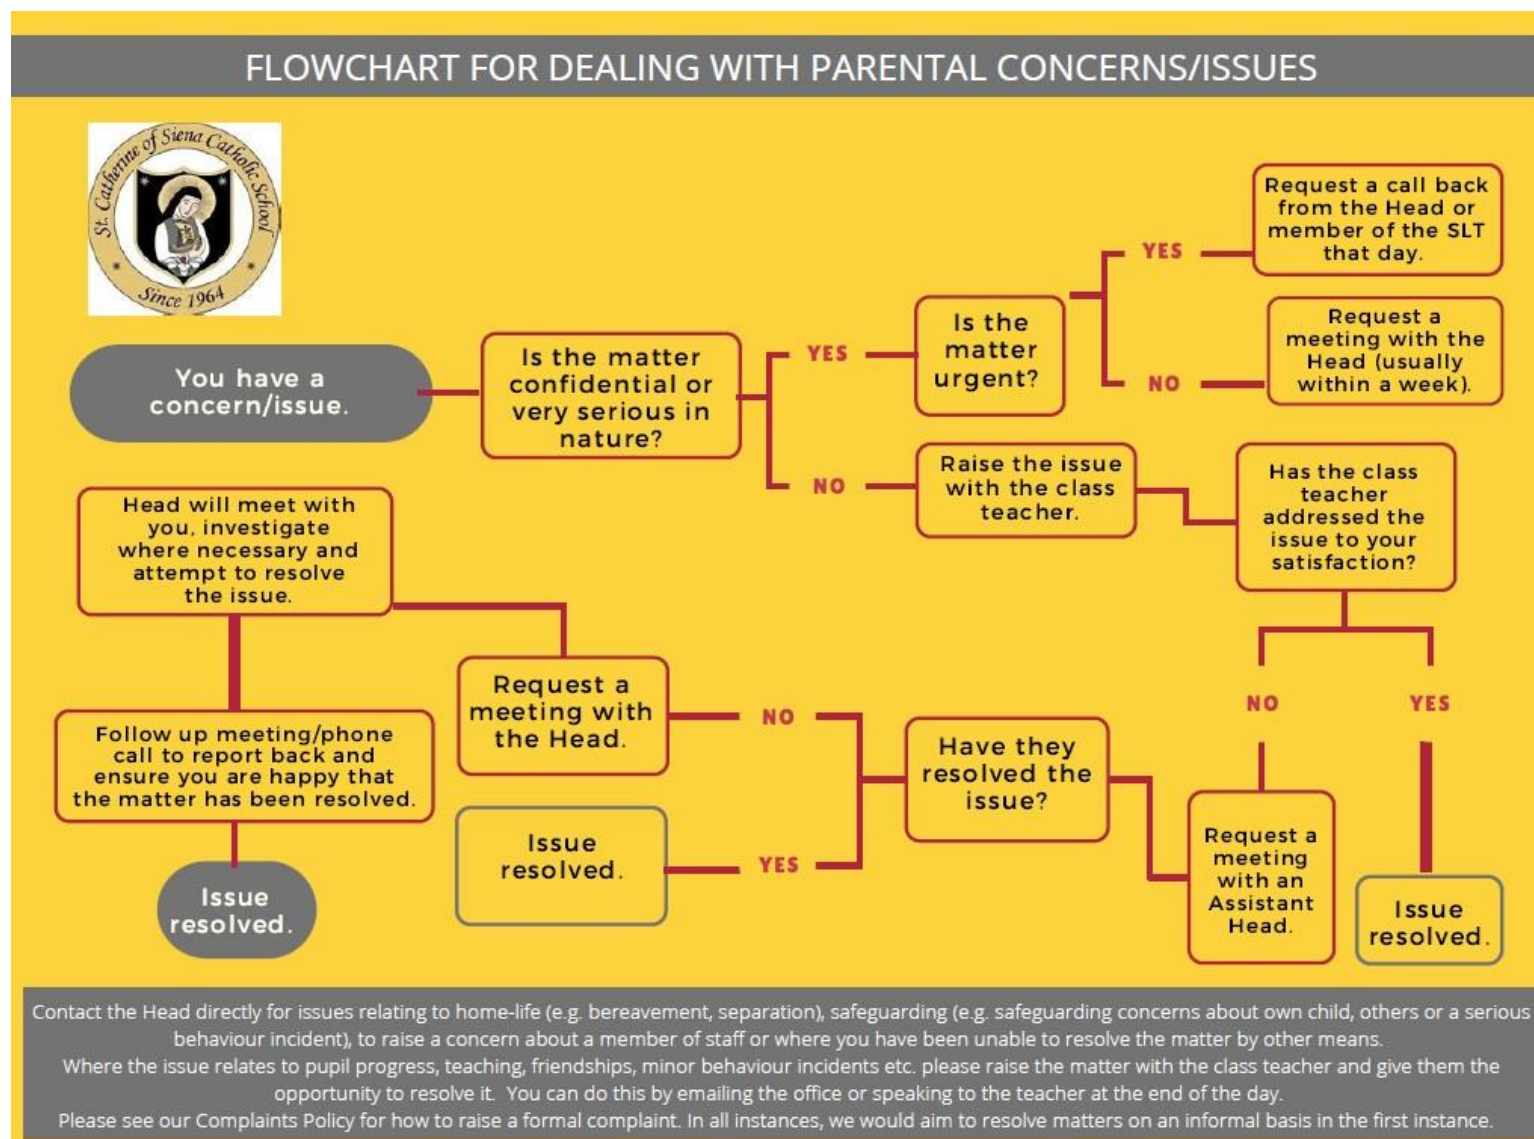 FLOWCHART FOR DEALING WITH PARENTAL CONCERNS/ISSUES
St. Catherine of Siena Catholic School
Since 1964
You have a
concern/issue.
Is the matter
confidential or
very serious in
nature?
YES
Is the
matter
urgent?
YES
Request a call back
from the Head or
member of the SLT
that day.
NO
Request a
meeting with the
Head (usually
within a week).
NO
Raise the issue
with the class
teacher.
Has the class
teacher
addressed the
issue to your
satisfaction?
YES
Issue
resolved.
NO
Request a
meeting
with an
Assistant
Head.
Have they
resolved the
issue?
YES
Issue
resolved.
NO
Request a
meeting with
the Head.
Head will meet with
you, investigate
where necessary and
attempt to resolve
the issue.
Follow up meeting/phone
call to report back and
ensure you are happy that
the matter has been resolved.
Issue
resolved.
Contact the Head directly for issues relating to home-life (e.g. bereavement, separation), safeguarding (e.g. safeguarding concerns about own child, others or a serious
behaviour incident), to raise a concern about a member of staff or where you have been unable to resolve the matter by other means.
Where the issue relates to pupil progress, teaching, friendships, minor behaviour incidents etc. please raise the matter with the class teacher and give them the
opportunity to resolve it. You can do this by emailing the office or speaking to the teacher at the end of the day.
Please see our Complaints Policy for how to raise a formal complaint. In all instances, we would aim to resolve matters on an informal basis in the first instance.